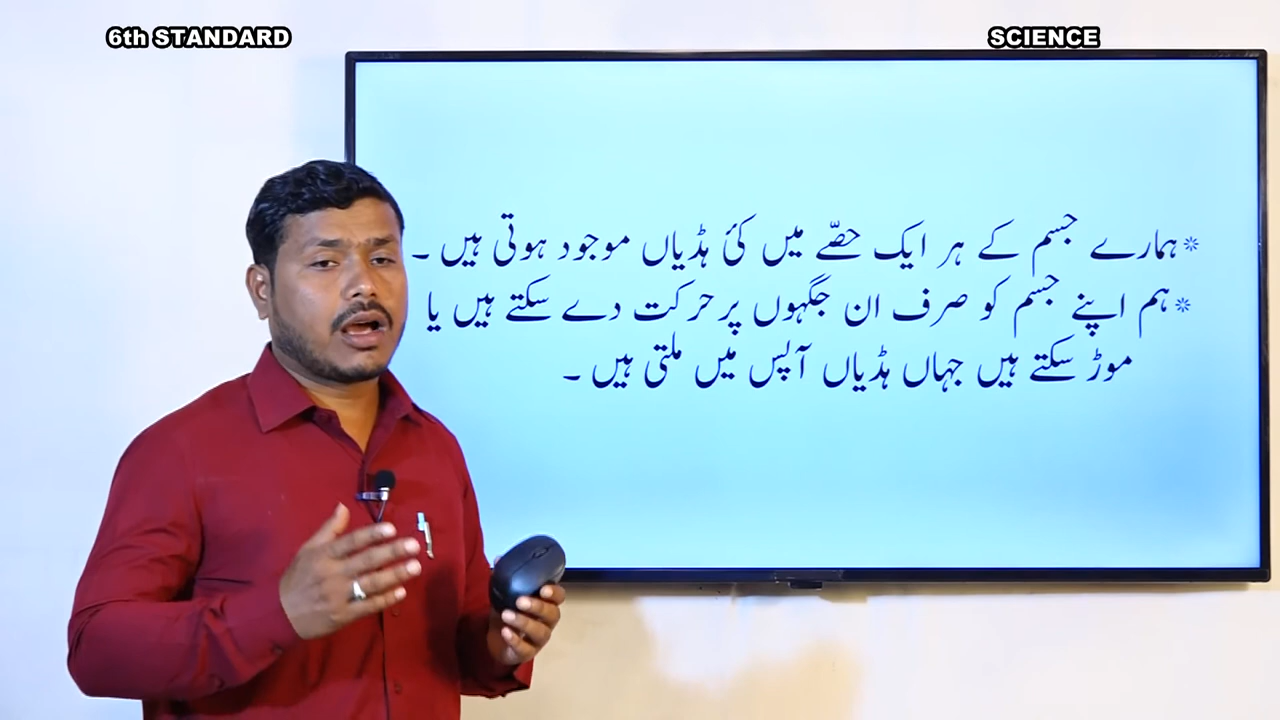 6th STANDARD
SCIENCE
* ہمارے جسم کے ہر ایک حصّے میں کئ ہڈیاں موجود ہوتی ہیں ۔
* ہم اپنے جسم کو صرف ان جگہوں پر حرکت دے سکتے ہیں یا
موڑ سکتے ہیں جہاں ہڈیاں آپس میں ملتی ہیں ۔